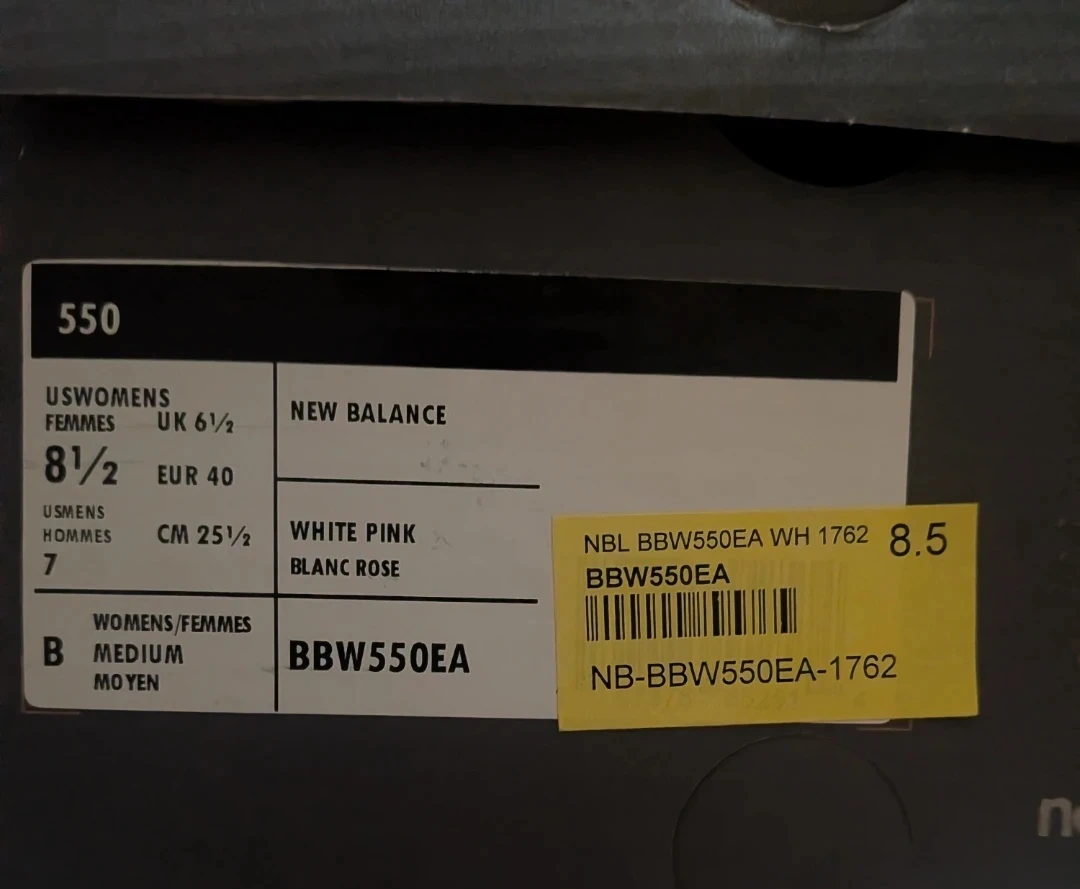 550
USWOMENS
FEMMES UK 6½
8½ EUR 40
USMENS
HOMMES CM 25½
7
B WOMENS/FEMMES
MEDIUM
MOYEN
NEW BALANCE
WHITE PINK
BLANC ROSE
BBW550EA
NBL BBW550EA WH 1762 8.5
BBW550EA
NB-BBW550EA-1762